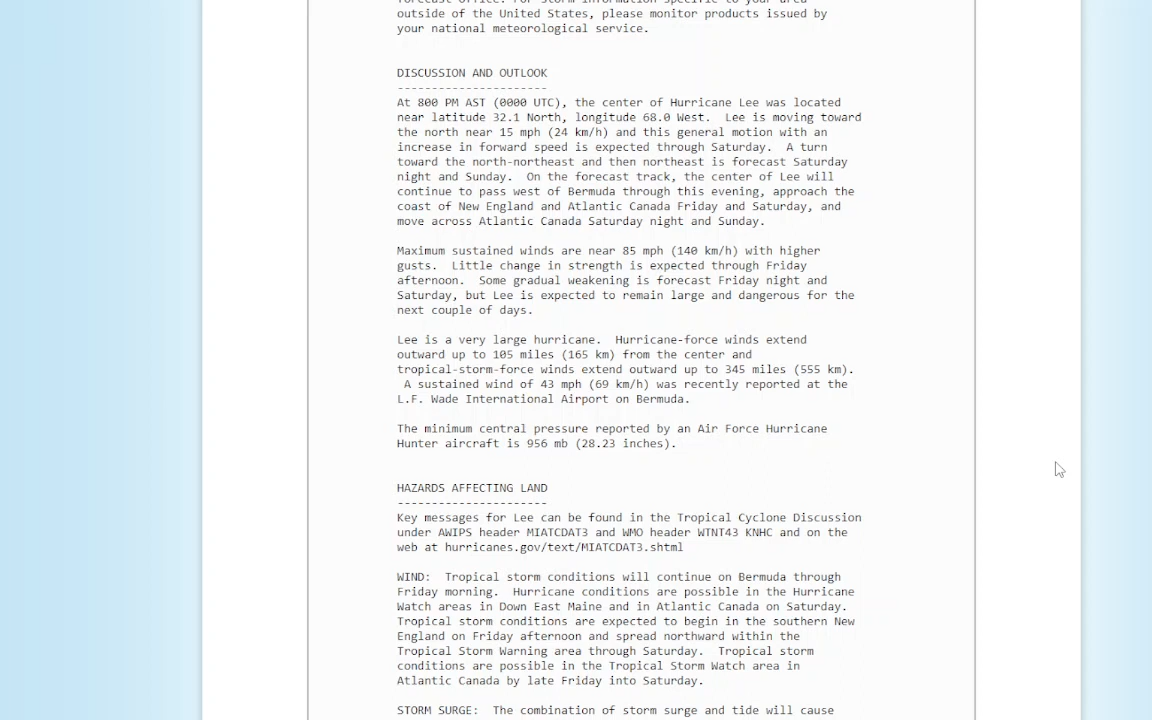 forecast office. For storm information specific to your area
outside of the United States, please monitor products issued by
your national meteorological service.
DISCUSSION AND OUTLOOK
----------------------
At 800 PM AST (0000 UTC), the center of Hurricane Lee was located
near latitude 32.1 North, longitude 68.0 West.  Lee is moving toward
the north near 15 mph (24 km/h) and this general motion with an
increase in forward speed is expected through Saturday.  A turn
toward the north-northeast and then northeast is forecast Saturday
night and Sunday.  On the forecast track, the center of Lee will
continue to pass west of Bermuda through this evening, approach the
coast of New England and Atlantic Canada Friday and Saturday, and
move across Atlantic Canada Saturday night and Sunday.
Maximum sustained winds are near 85 mph (140 km/h) with higher
gusts.  Little change in strength is expected through Friday
afternoon.  Some gradual weakening is forecast Friday night and
Saturday, but Lee is expected to remain large and dangerous for the
next couple of days.
Lee is a very large hurricane.  Hurricane-force winds extend
outward up to 105 miles (165 km) from the center and
tropical-storm-force winds extend outward up to 345 miles (555 km).
A sustained wind of 43 mph (69 km/h) was recently reported at the
L.F. Wade International Airport on Bermuda.
The minimum central pressure reported by an Air Force Hurricane
Hunter aircraft is 956 mb (28.23 inches).
HAZARDS AFFECTING LAND
----------------------
Key messages for Lee can be found in the Tropical Cyclone Discussion
under AWIPS header MIATCDAT3 and WMO header WTNT43 KNHC and on the
web at hurricanes.gov/text/MIATCDAT3.shtml
WIND:  Tropical storm conditions will continue on Bermuda through
Friday morning.  Hurricane conditions are possible in the Hurricane
Watch areas in Down East Maine and in Atlantic Canada on Saturday.
Tropical storm conditions are expected to begin in the southern New
England on Friday afternoon and spread northward within the
Tropical Storm Warning area through Saturday.  Tropical storm
conditions are possible in the Tropical Storm Watch area in
Atlantic Canada by late Friday into Saturday.
STORM SURGE:  The combination of storm surge and tide will cause